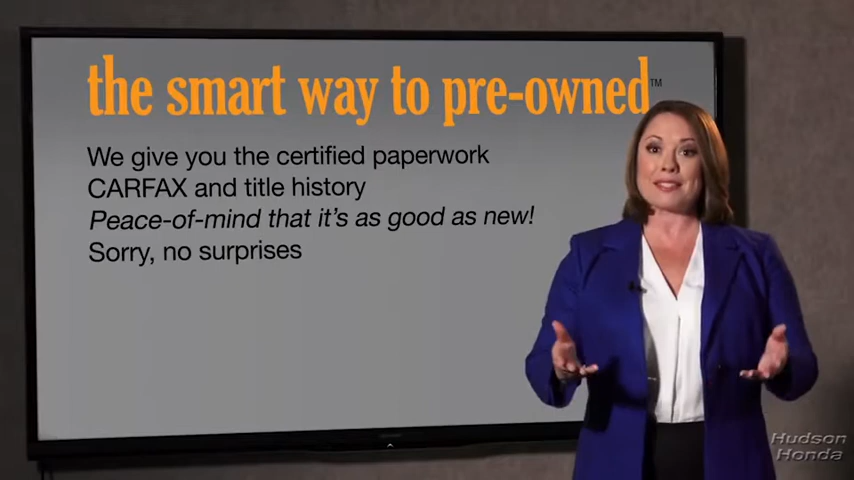 the smart way to pre-owned™
We give you the certified paperwork
CARFAX and title history
Peace-of-mind that it's as good as new!
Sorry, no surprises
Hudson
Honda